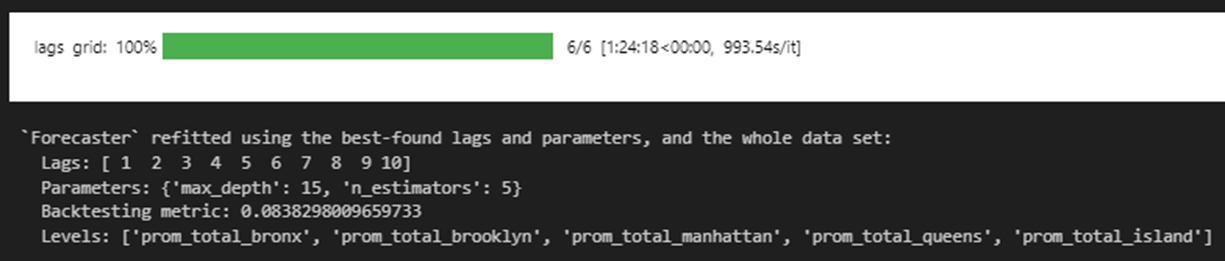 lags grid: 100% 6/6 [1:24:18<00:00, 993.54s/it]
`Forecaster` refitted using the best-found lags and parameters, and the whole data set:
Lags: [ 1 2 3 4 5 6 7 8 9 10]
Parameters: {'max_depth': 15, 'n_estimators': 5}
Backtesting metric: 0.0838298009659733
Levels: ['prom_total_bronx', 'prom_total_brooklyn', 'prom_total_manhattan', 'prom_total_queens', 'prom_total_island']